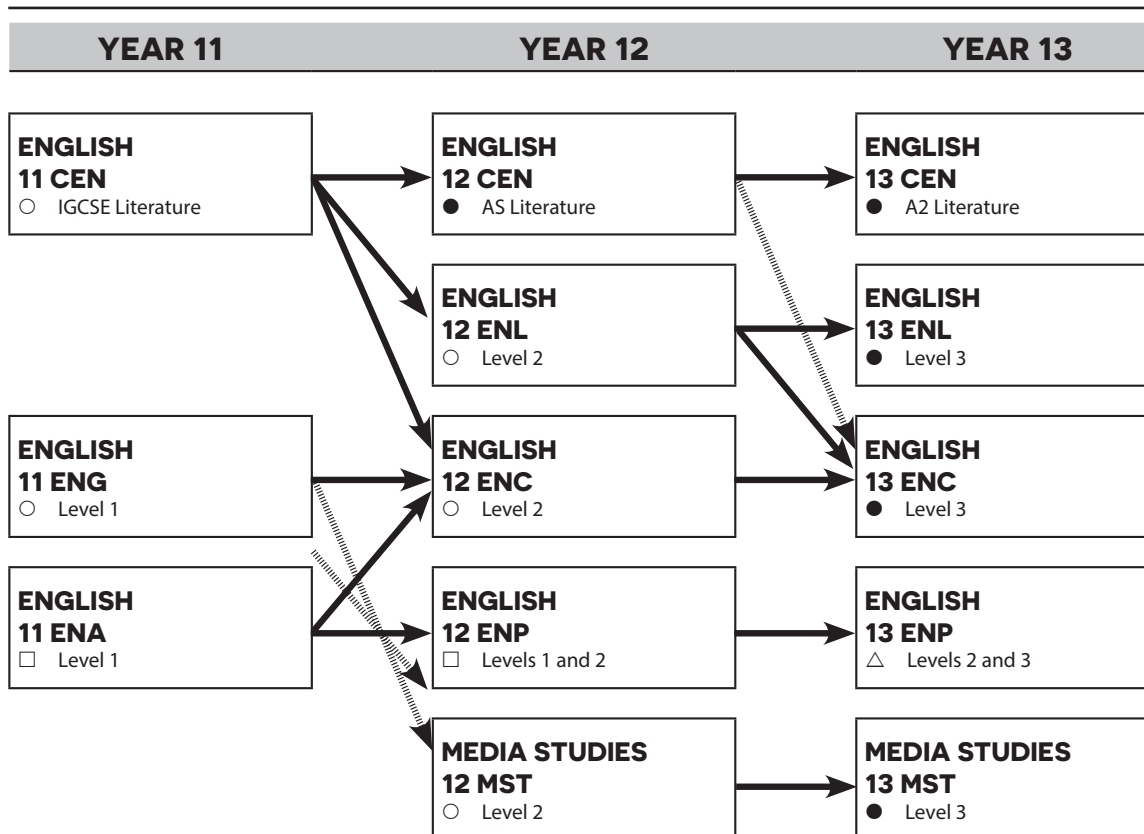 YEAR 11
YEAR 12
YEAR 13
ENGLISH
11 CEN
○ IGCSE Literature
ENGLISH
12 CEN
● AS Literature
ENGLISH
13 CEN
● A2 Literature
ENGLISH
12 ENL
○ Level 2
ENGLISH
13 ENL
● Level 3
ENGLISH
11 ENG
○ Level 1
ENGLISH
12 ENC
○ Level 2
ENGLISH
13 ENC
● Level 3
ENGLISH
11 ENA
□ Level 1
ENGLISH
12 ENP
□ Levels 1 and 2
ENGLISH
13 ENP
△ Levels 2 and 3
MEDIA STUDIES
12 MST
○ Level 2
MEDIA STUDIES
13 MST
● Level 3